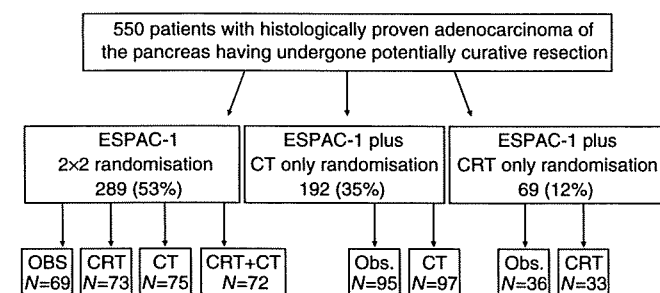 550 patients with histologically proven adenocarcinoma of
the pancreas having undergone potentially curative resection
ESPAC-1
2×2 randomisation
289 (53%)
ESPAC-1 plus
CT only randomisation
192 (35%)
ESPAC-1 plus
CRT only randomisation
69 (12%)
OBS
N=69
CRT
N=73
CT
N=75
CRT+CT
N=72
Obs.
N=95
CT
N=97
Obs.
N=36
CRT
N=33